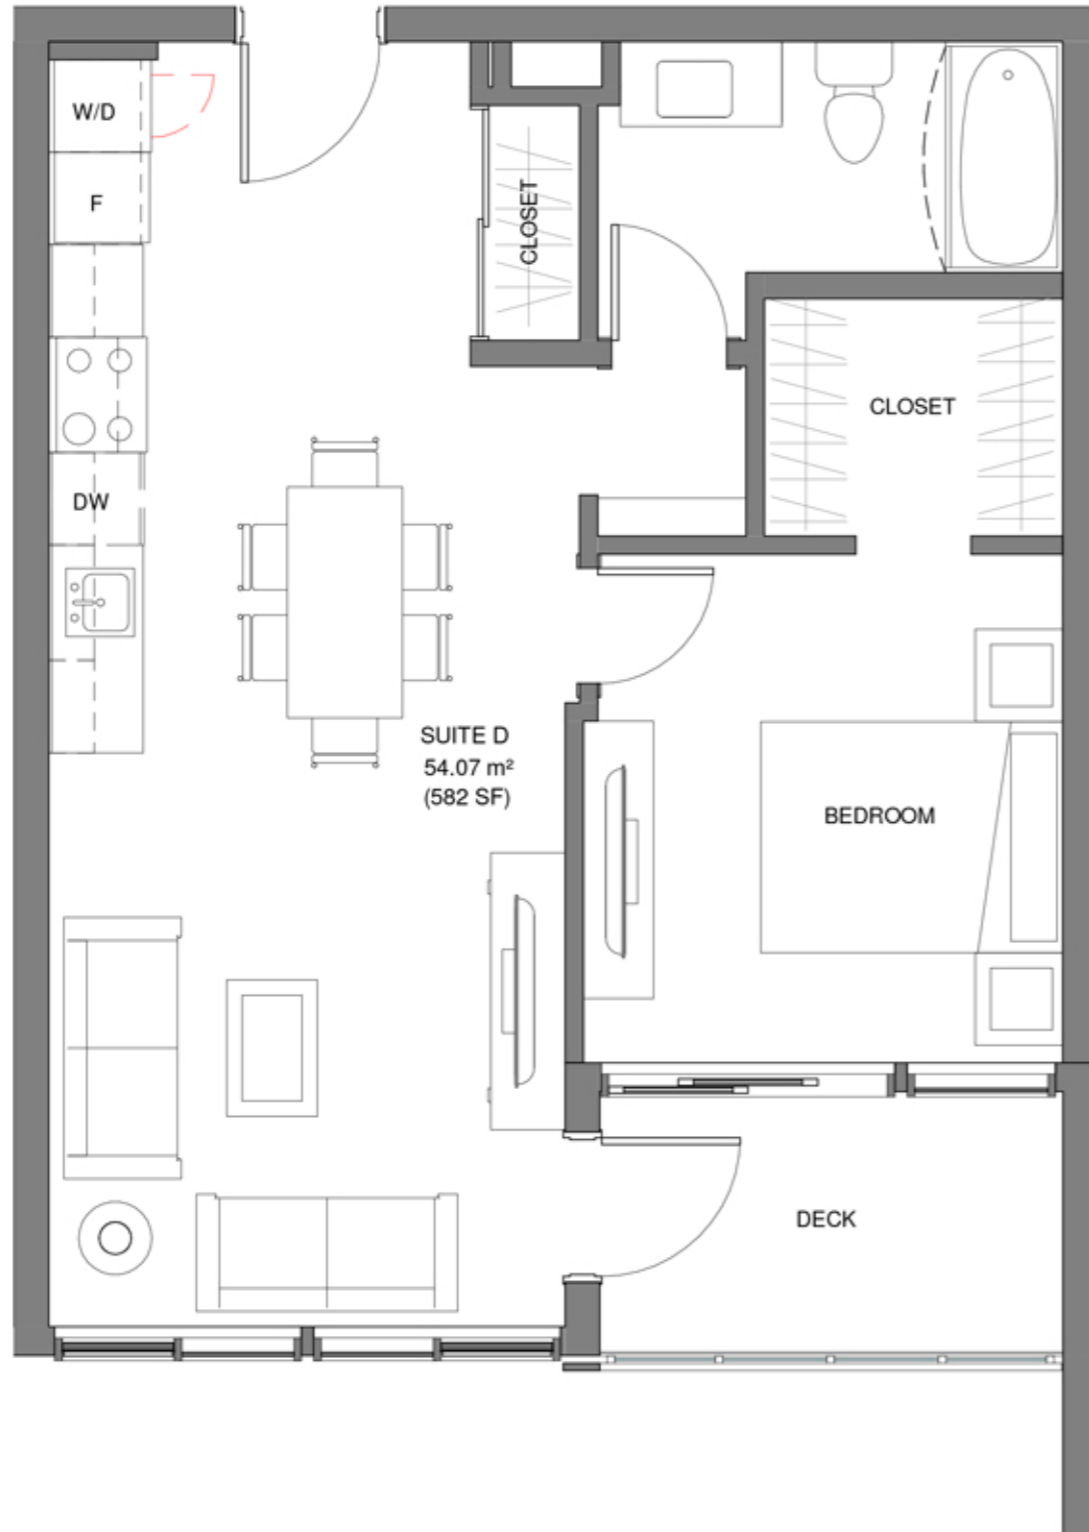 W/D
F
CLOSET
CLOSET
DW
SUITE D
54.07 m²
(582 SF)
BEDROOM
DECK